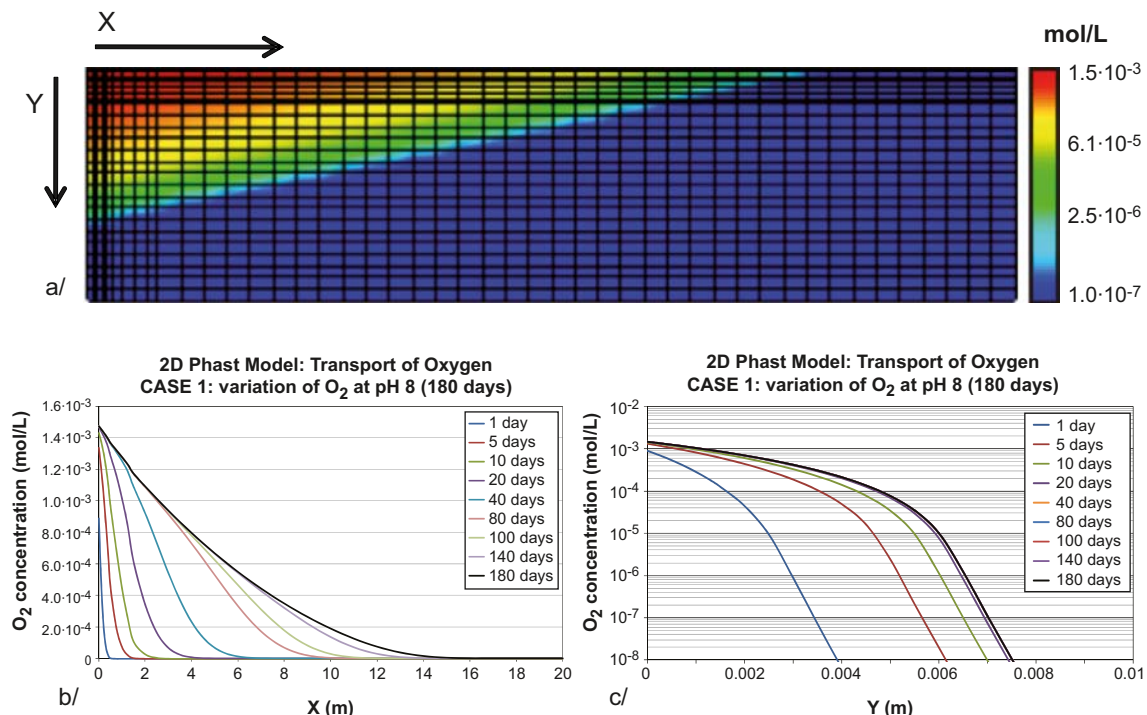 X
Y
mol/L
1.5·10-3
6.1·10-5
2.5·10-6
1.0·10-7
a/
2D Phast Model: Transport of Oxygen
CASE 1: variation of O2 at pH 8 (180 days)
O2 concentration (mol/L)
1.6·10-3
1.4·10-3
1.2·10-3
1.0·10-3
8.0·10-4
6.0·10-4
4.0·10-4
2.0·10-4
0
0 2 4 6 8 10 12 14 16 18 20
1 day
5 days
10 days
20 days
40 days
80 days
100 days
140 days
180 days
b/
X (m)
2D Phast Model: Transport of Oxygen
CASE 1: variation of O2 at pH 8 (180 days)
O2 concentration (mol/L)
10-2
10-3
10-4
10-5
10-6
10-7
10-8
0 0.002 0.004 0.006 0.008 0.01
1 day
5 days
10 days
20 days
40 days
80 days
100 days
140 days
180 days
c/
Y (m)